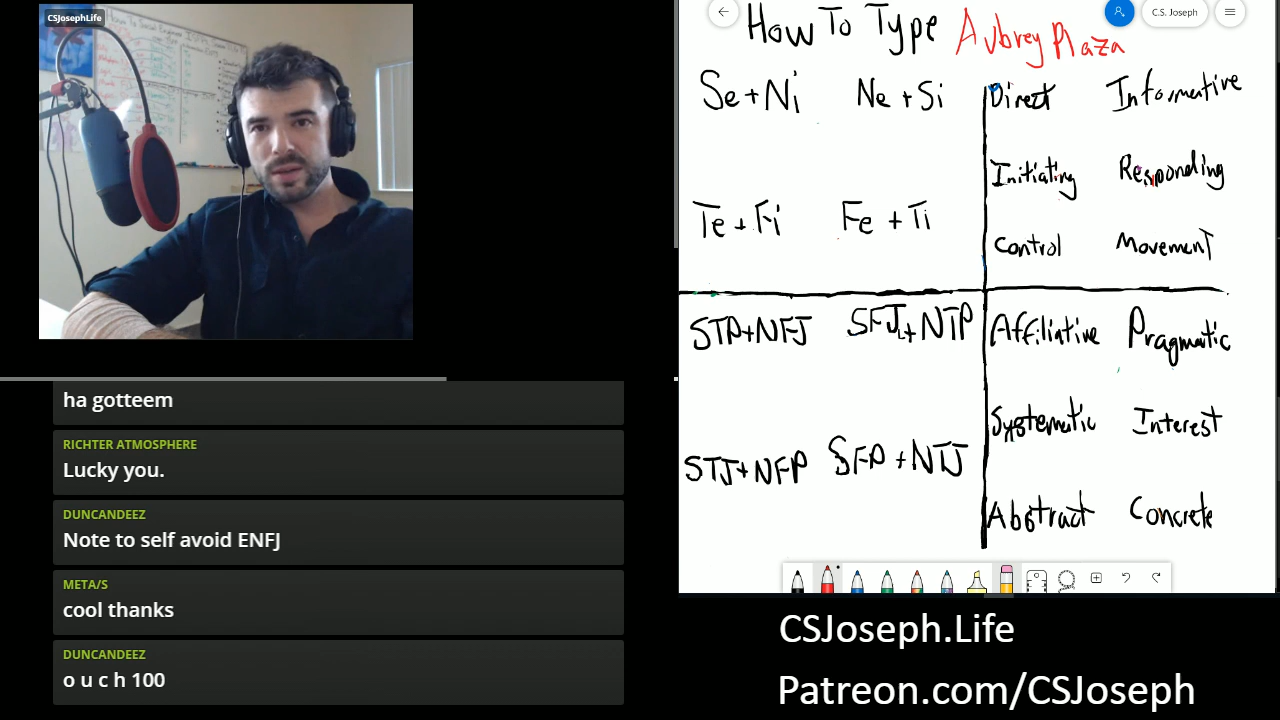 CSJosephLife
ha gotteem
RICHTER ATMOSPHERE
Lucky you.
DUNCANDEEZ
Note to self avoid ENFJ
META/S
cool thanks
DUNCANDEEZ
o u c h 100
C.S. Joseph
How To Type Aubrey Plaza
Se + Ni Ne + Si Direct Informative
Initiating Responding
Te + Fi Fe + Ti
Control Movement
STP + NFJ SFJ + NTP Affiliative Pragmatic
Systematic Interest
STJ + NFP SFP + NTJ
Abstract Concrete
CSJoseph.Life
Patreon.com/CSJoseph